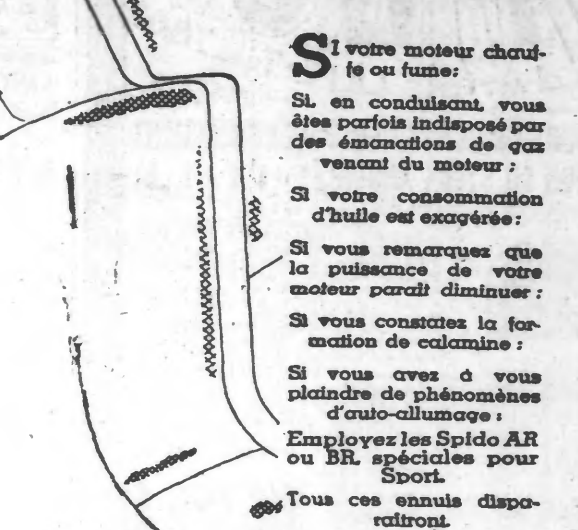 SI votre moteur chauf-
fe ou fume:
Si, en conduisant, vous
êtes parfois indisposé par
des émanations de gaz
venant du moteur ;
Si votre consommation
d'huile est exagérée:
Si vous remarquez que
la puissance de votre
moteur parait diminuer :
Si vous constatez la for-
mation de calamine :
Si vous avez à vous
plaindre de phénomènes
d'auto-allumage :
Employez les Spido AR
ou BR, spéciales pour
Sport.
Tous ces ennuis dispa-
raîtront.